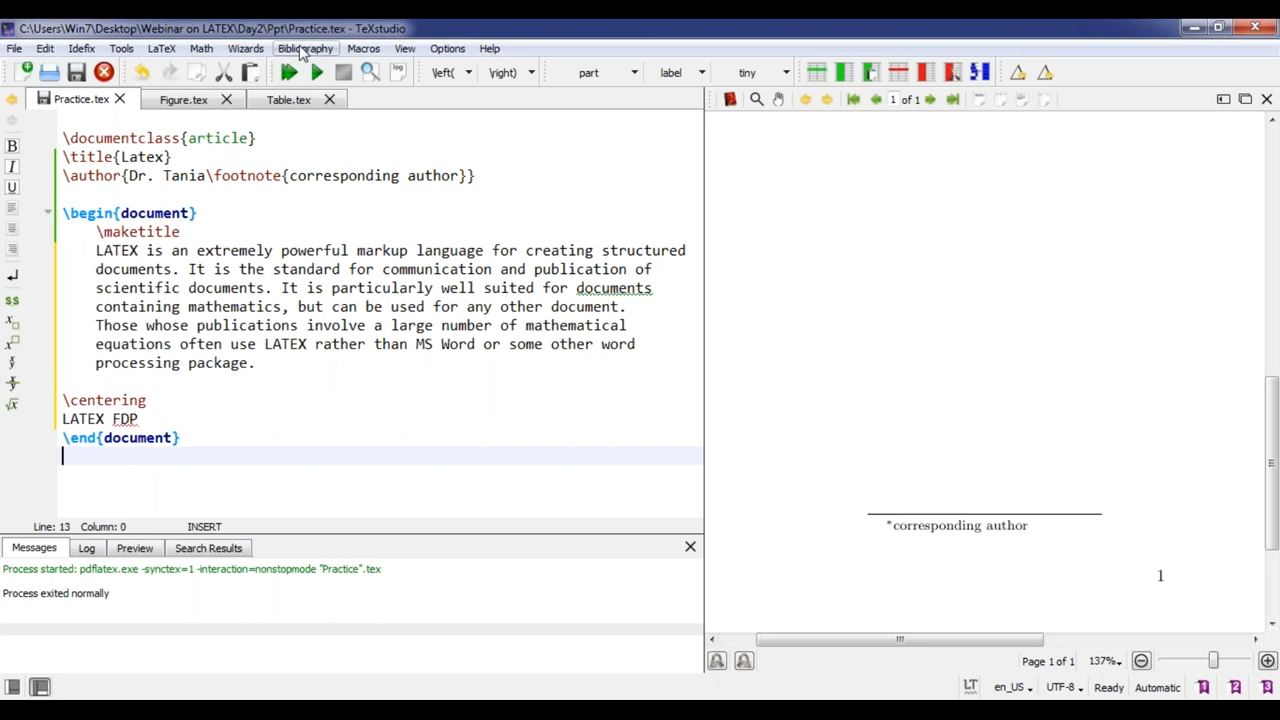 C:\Users\Win7\Desktop\Webinar on LATEX\Day2\Ppt\Practice.tex - TeXstudio
File Edit Idefix Tools LaTeX Math Wizards Bibliography Macros View Options Help
log \left( \right) part label tiny
Practice.tex Figure.tex Table.tex 1 of 1
\documentclass{article}
\title{Latex}
\author{Dr. Tania\footnote{corresponding author}}
\begin{document}
\maketitle
LATEX is an extremely powerful markup language for creating structured
documents. It is the standard for communication and publication of
scientific documents. It is particularly well suited for documents
containing mathematics, but can be used for any other document.
Those whose publications involve a large number of mathematical
equations often use LATEX rather than MS Word or some other word
processing package.
\centering
LATEX FDP
\end{document}
Line: 13 Column: 0 INSERT
Messages Log Preview Search Results
Process started: pdflatex.exe -synctex=1 -interaction=nonstopmode "Practice".tex
Process exited normally
*corresponding author
1
Page 1 of 1 137%
LT en_US UTF-8 Ready Automatic 1 2 3